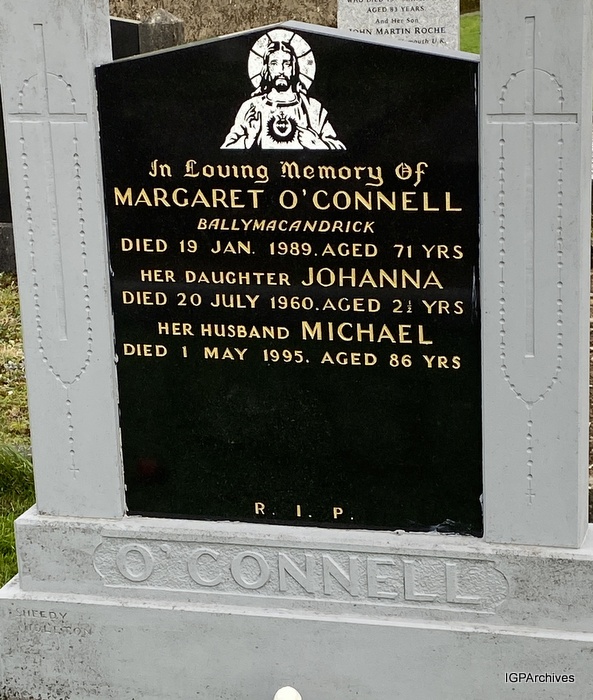 AGED 83 YEARS
And Her Son
JOHN MARTIN ROCHE
In Loving Memory Of
MARGARET O'CONNELL
BALLYMACANDRICK
DIED 19 JAN. 1989. AGED 71 YRS
HER DAUGHTER JOHANNA
DIED 20 JULY 1960. AGED 2½ YRS
HER HUSBAND MICHAEL
DIED 1 MAY 1995. AGED 86 YRS
R. I. P.
O'CONNELL
SHEEDY
IGPArchives